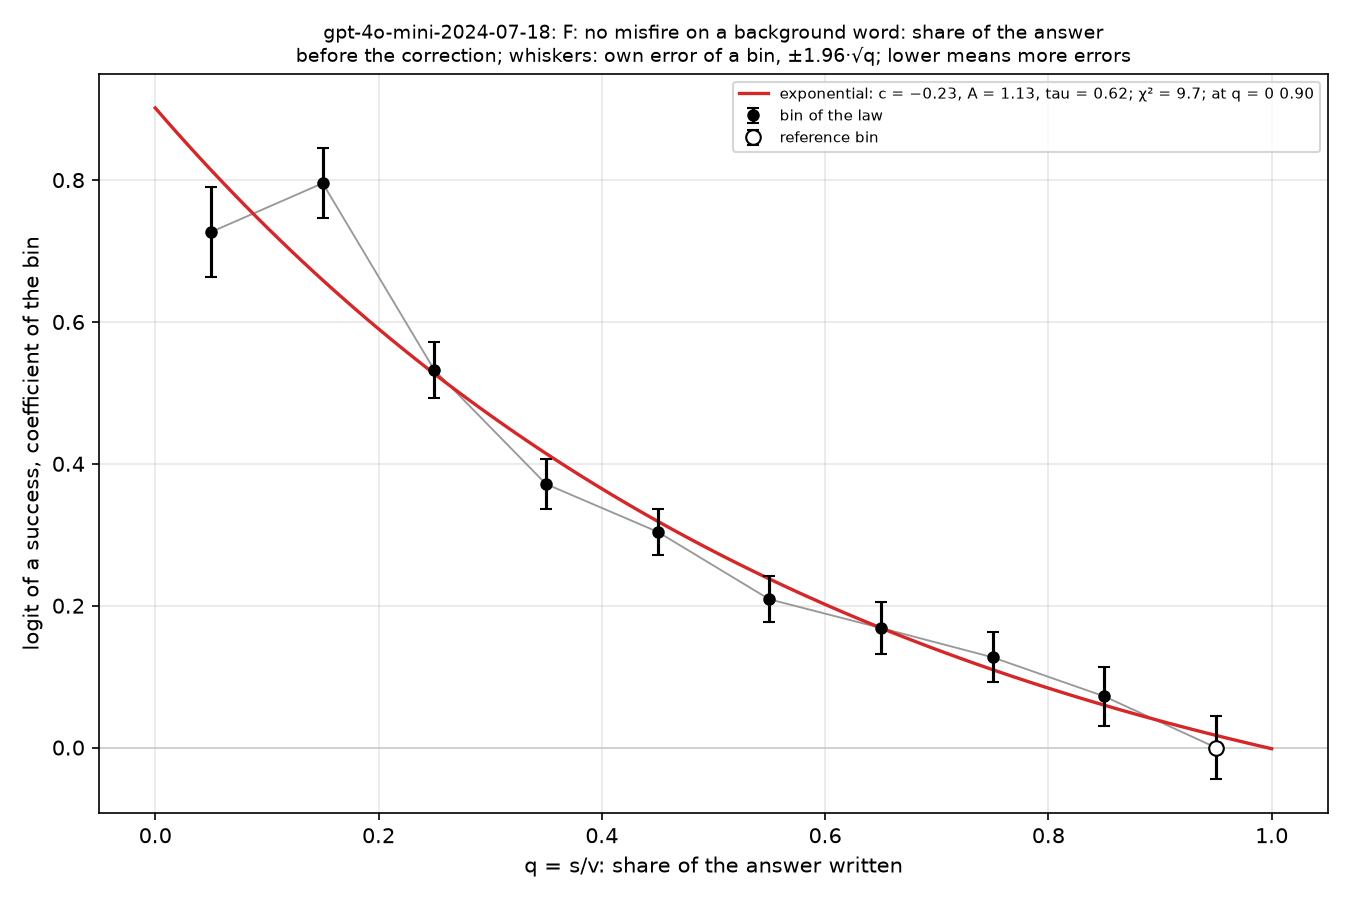 gpt-4o-mini-2024-07-18: F: no misfire on a background word: share of the answer
before the correction; whiskers: own error of a bin, ±1.96·√q; lower means more errors
exponential: c = −0.23, A = 1.13, tau = 0.62; χ² = 9.7; at q = 0 0.90
bin of the law
reference bin
logit of a success, coefficient of the bin
0.8
0.6
0.4
0.2
0.0
0.0 0.2 0.4 0.6 0.8 1.0
q = s/v: share of the answer written